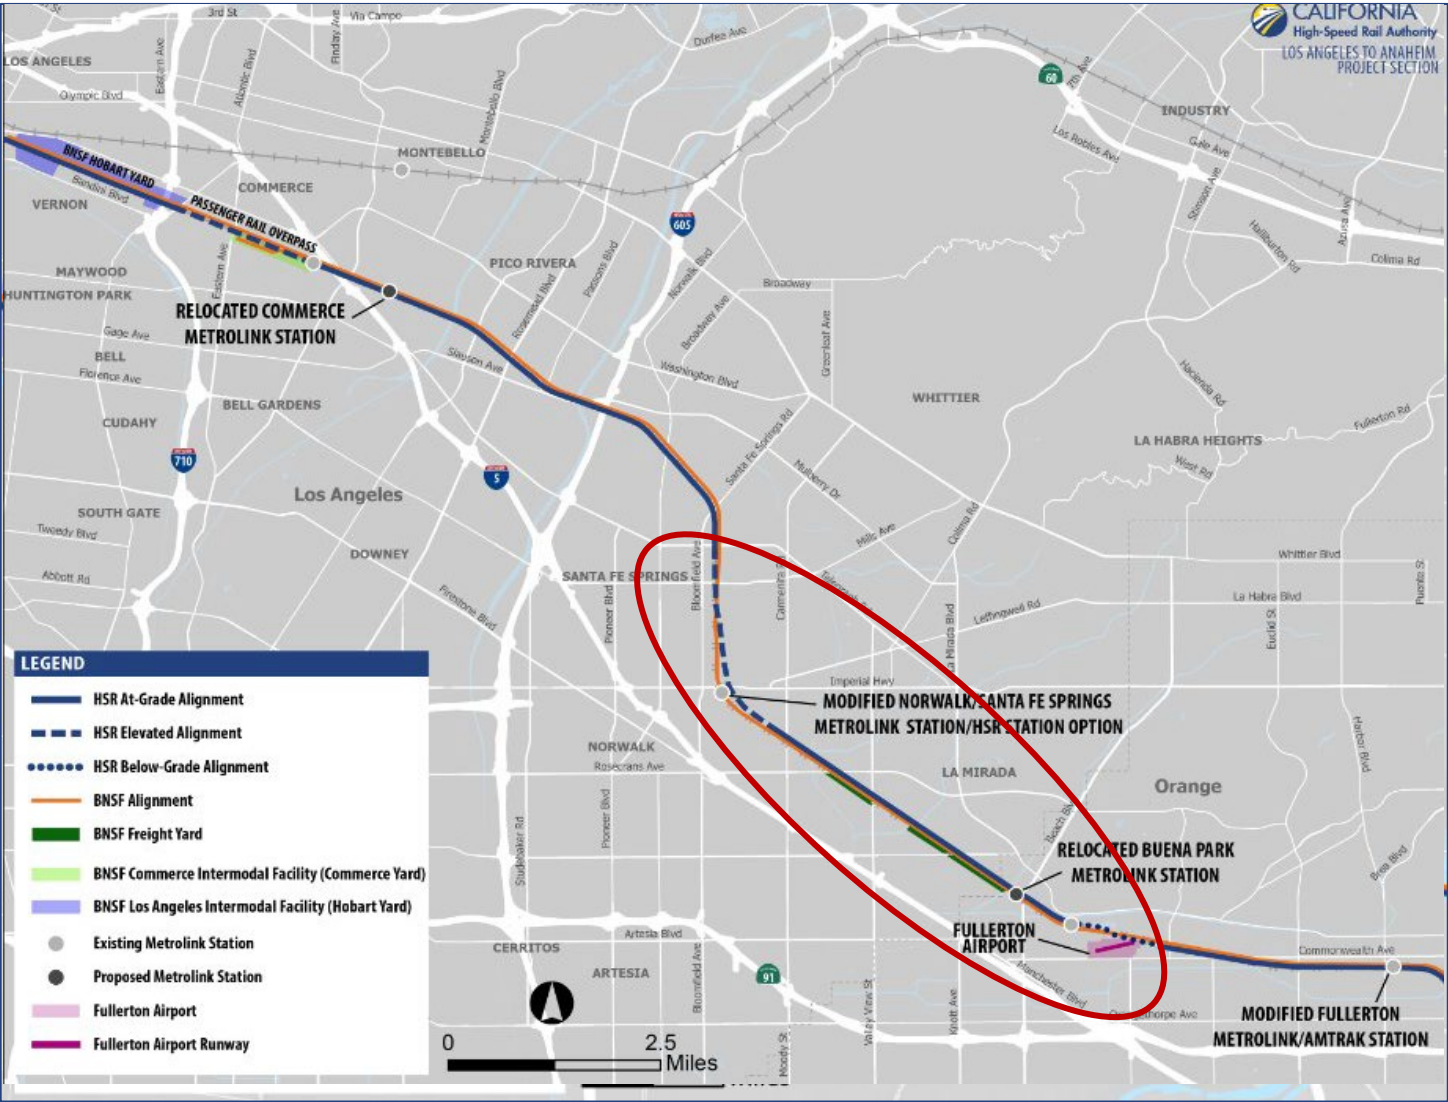 3rd St
Via Campo
Findlay Ave
Durfee Ave
CALIFORNIA
High-Speed Rail Authority
LOS ANGELES TO ANAHEIM
PROJECT SECTION
LOS ANGELES
Eastern Ave
Atlantic Blvd
Montebello Blvd
60
7th Ave
INDUSTRY
Olympic Blvd
Los Robles Ave
Gale Ave
MONTEBELLO
BNSF HOBART YARD
Bandini Blvd
COMMERCE
Stimson Ave
VERNON
PASSENGER RAIL OVERPASS
605
Azusa Ave
Halliburton Rd
Colima Rd
MAYWOOD
Eastern Ave
PICO RIVERA
Passons Blvd
Norwalk Blvd
Rosemead Blvd
Broadway
HUNTINGTON PARK
RELOCATED COMMERCE
METROLINK STATION
Broadway Ave
Greenleaf Ave
Gage Ave
BELL
Slauson Ave
Florence Ave
Washington Blvd
Hacienda Rd
BELL GARDENS
WHITTIER
CUDAHY
Santa Fe Springs Rd
Fullerton Rd
LA HABRA HEIGHTS
710
5
Mulberry Dr
West Rd
Los Angeles
SOUTH GATE
Tweedy Blvd
Mills Ave
Colima Rd
DOWNEY
Whittier Blvd
Abbott Rd
SANTA FE SPRINGS
Bloomfield Ave
Firestone Blvd
Pioneer Blvd
La Mirada Blvd
Leffingwell Rd
La Habra Blvd
Euclid St
LEGEND
Imperial Hwy
HSR At-Grade Alignment
MODIFIED NORWALK/SANTA FE SPRINGS
METROLINK STATION/HSR STATION OPTION
HSR Elevated Alignment
NORWALK
Harbor Blvd
HSR Below-Grade Alignment
Rosecrans Ave
LA MIRADA
Orange
BNSF Alignment
Pioneer Blvd
Beach Blvd
BNSF Freight Yard
Studebaker Rd
RELOCATED BUENA PARK
METROLINK STATION
Brea Blvd
BNSF Commerce Intermodal Facility (Commerce Yard)
BNSF Los Angeles Intermodal Facility (Hobart Yard)
Artesia Blvd
FULLERTON
AIRPORT
Existing Metrolink Station
CERRITOS
Commonwealth Ave
Proposed Metrolink Station
ARTESIA
91
Bloomfield Ave
Manchester Blvd
Fullerton Airport
Valley View St
Knott Ave
MODIFIED FULLERTON
METROLINK/AMTRAK STATION
Fullerton Airport Runway
0
2.5
Miles
Moody St